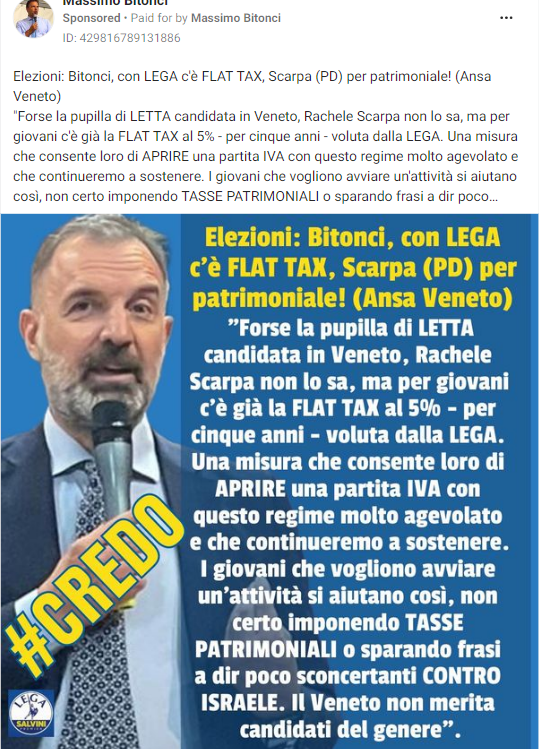 Massimo Bitonci
Sponsored • Paid for by Massimo Bitonci
ID: 429816789131886
Elezioni: Bitonci, con LEGA c'è FLAT TAX, Scarpa (PD) per patrimoniale! (Ansa
Veneto)
"Forse la pupilla di LETTA candidata in Veneto, Rachele Scarpa non lo sa, ma per
giovani c'è già la FLAT TAX al 5% - per cinque anni - voluta dalla LEGA. Una misura
che consente loro di APRIRE una partita IVA con questo regime molto agevolato e
che continueremo a sostenere. I giovani che vogliono avviare un'attività si aiutano
così, non certo imponendo TASSE PATRIMONIALI o sparando frasi a dir poco...
Elezioni: Bitonci, con LEGA
c'è FLAT TAX, Scarpa (PD) per
patrimoniale! (Ansa Veneto)
"Forse la pupilla di LETTA
candidata in Veneto, Rachele
Scarpa non lo sa, ma per giovani
c'è già la FLAT TAX al 5% - per
cinque anni - voluta dalla LEGA.
Una misura che consente loro di
APRIRE una partita IVA con
questo regime molto agevolato
e che continueremo a sostenere.
I giovani che vogliono avviare
un'attività si aiutano così, non
certo imponendo TASSE
PATRIMONIALI o sparando frasi
a dir poco sconcertanti CONTRO
ISRAELE. Il Veneto non merita
candidati del genere".
#CREDO
LEGA
SALVINI
PREMIER